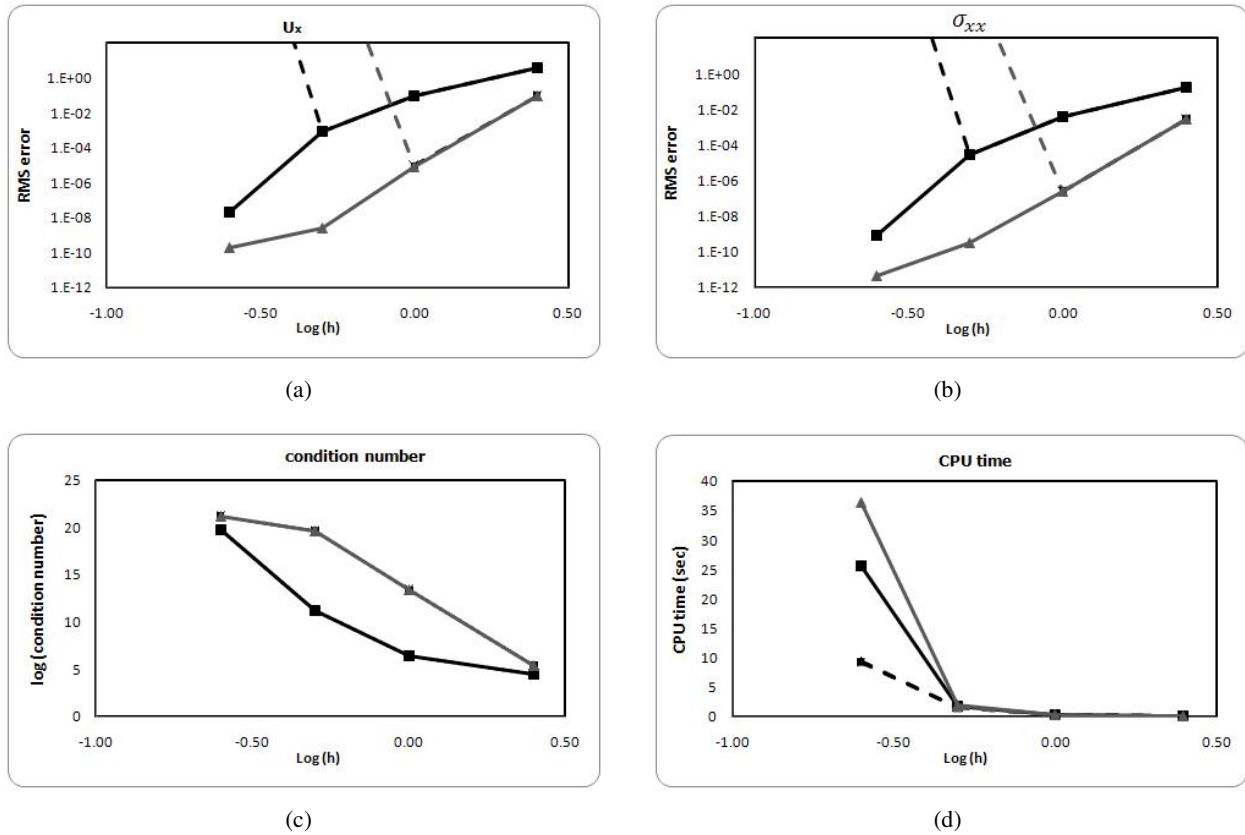 Uₓ
RMS error
1.E+00
1.E-02
1.E-04
1.E-06
1.E-08
1.E-10
1.E-12
-1.00 -0.50 0.00 0.50
Log (h)
(a)
σₓₓ
RMS error
1.E+00
1.E-02
1.E-04
1.E-06
1.E-08
1.E-10
1.E-12
-1.00 -0.50 0.00 0.50
Log (h)
(b)
condition number
log(condition number)
25
20
15
10
5
0
-1.00 -0.50 0.00 0.50
Log (h)
(c)
CPU time
CPU time (sec)
40
35
30
25
20
15
10
5
0
-1.00 -0.50 0.00 0.50
Log (h)
(d)